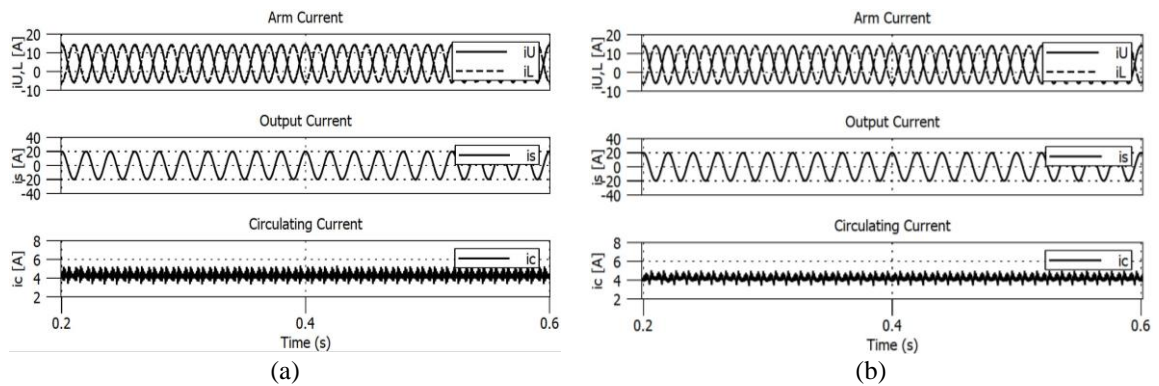 Arm Current
iU,L [A]
20
10
0
-10
iU
iL
Output Current
is [A]
40
20
0
-20
-40
is
Circulating Current
ic [A]
8
6
4
2
ic
0.2
0.4
0.6
Time (s)
(a)
Arm Current
iU,L [A]
20
10
0
-10
iU
iL
Output Current
is [A]
40
20
0
-20
-40
is
Circulating Current
ic [A]
8
6
4
2
ic
0.2
0.4
0.6
Time (s)
(b)